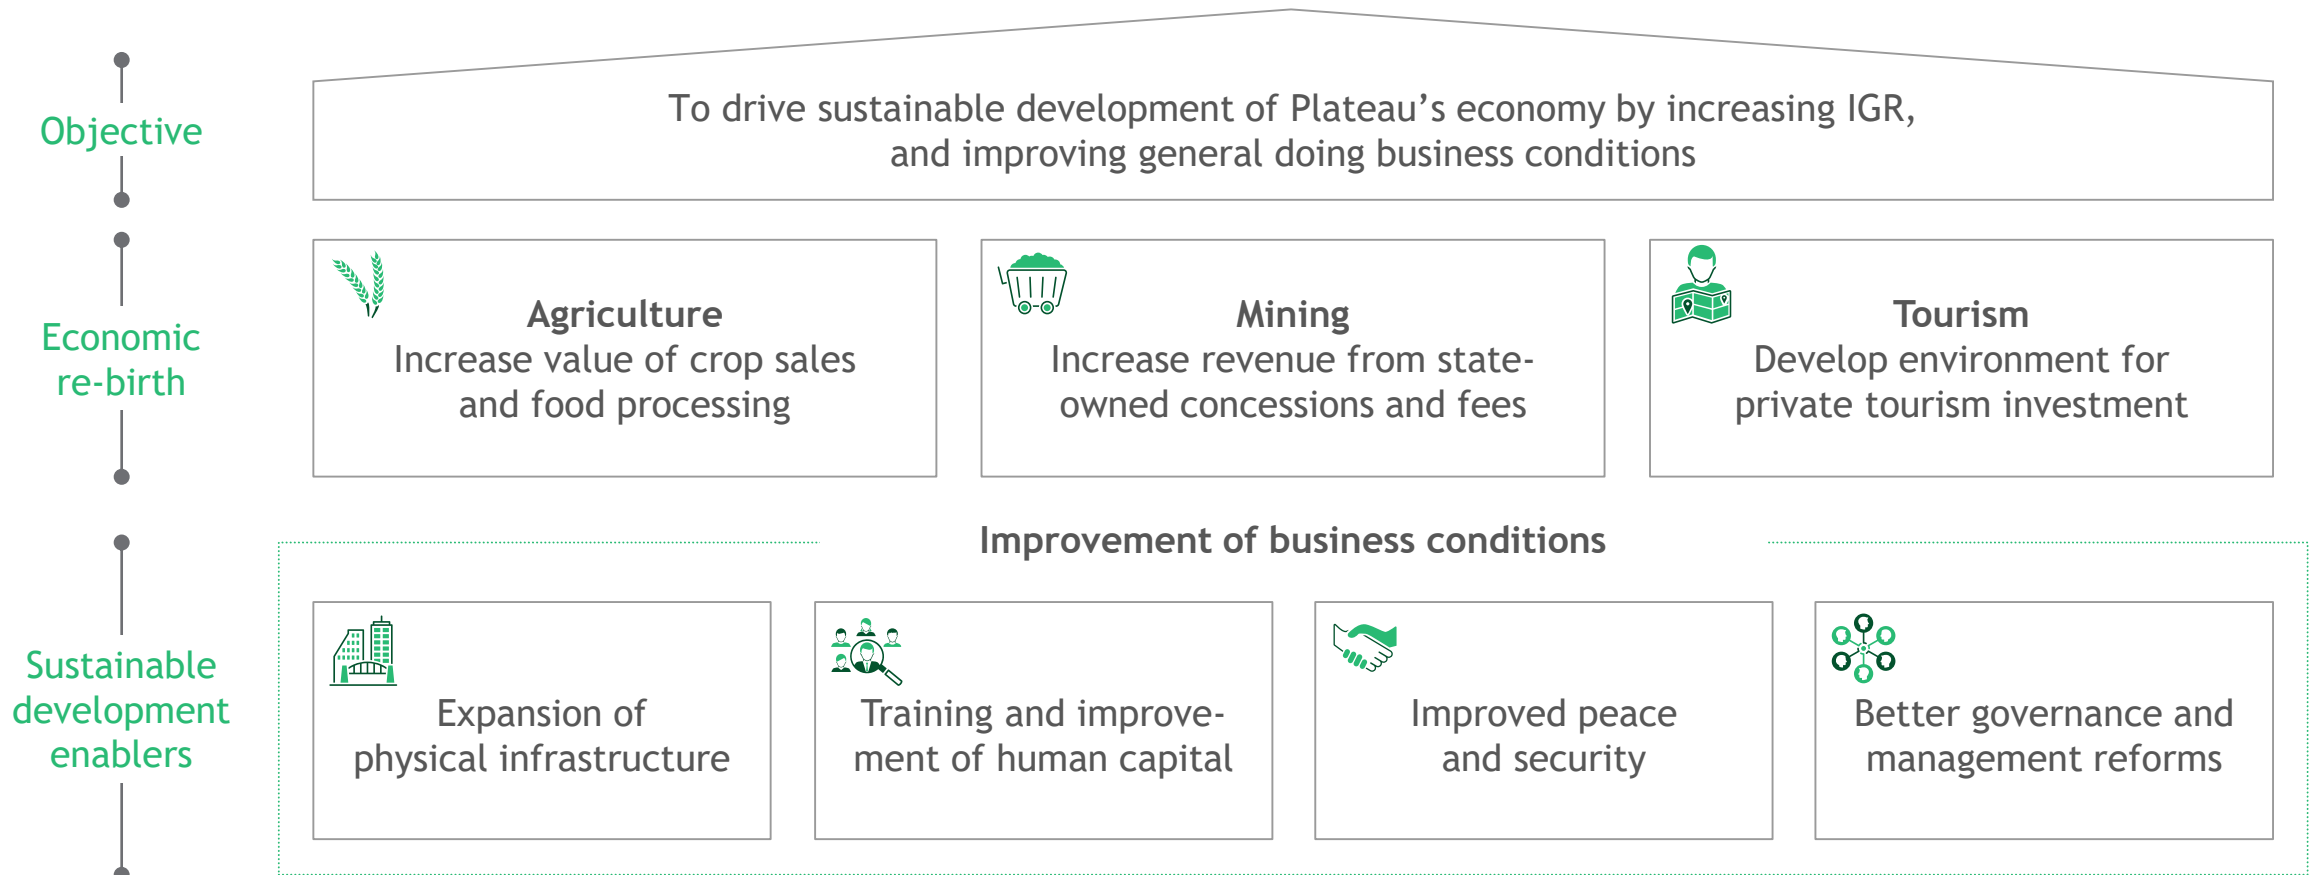 Objective
To drive sustainable development of Plateau’s economy by increasing IGR,
and improving general doing business conditions
Economic
re-birth
Agriculture
Increase value of crop sales
and food processing
Mining
Increase revenue from state-
owned concessions and fees
Tourism
Develop environment for
private tourism investment
Sustainable
development
enablers
Improvement of business conditions
Expansion of
physical infrastructure
Training and improve-
ment of human capital
Improved peace
and security
Better governance and
management reforms